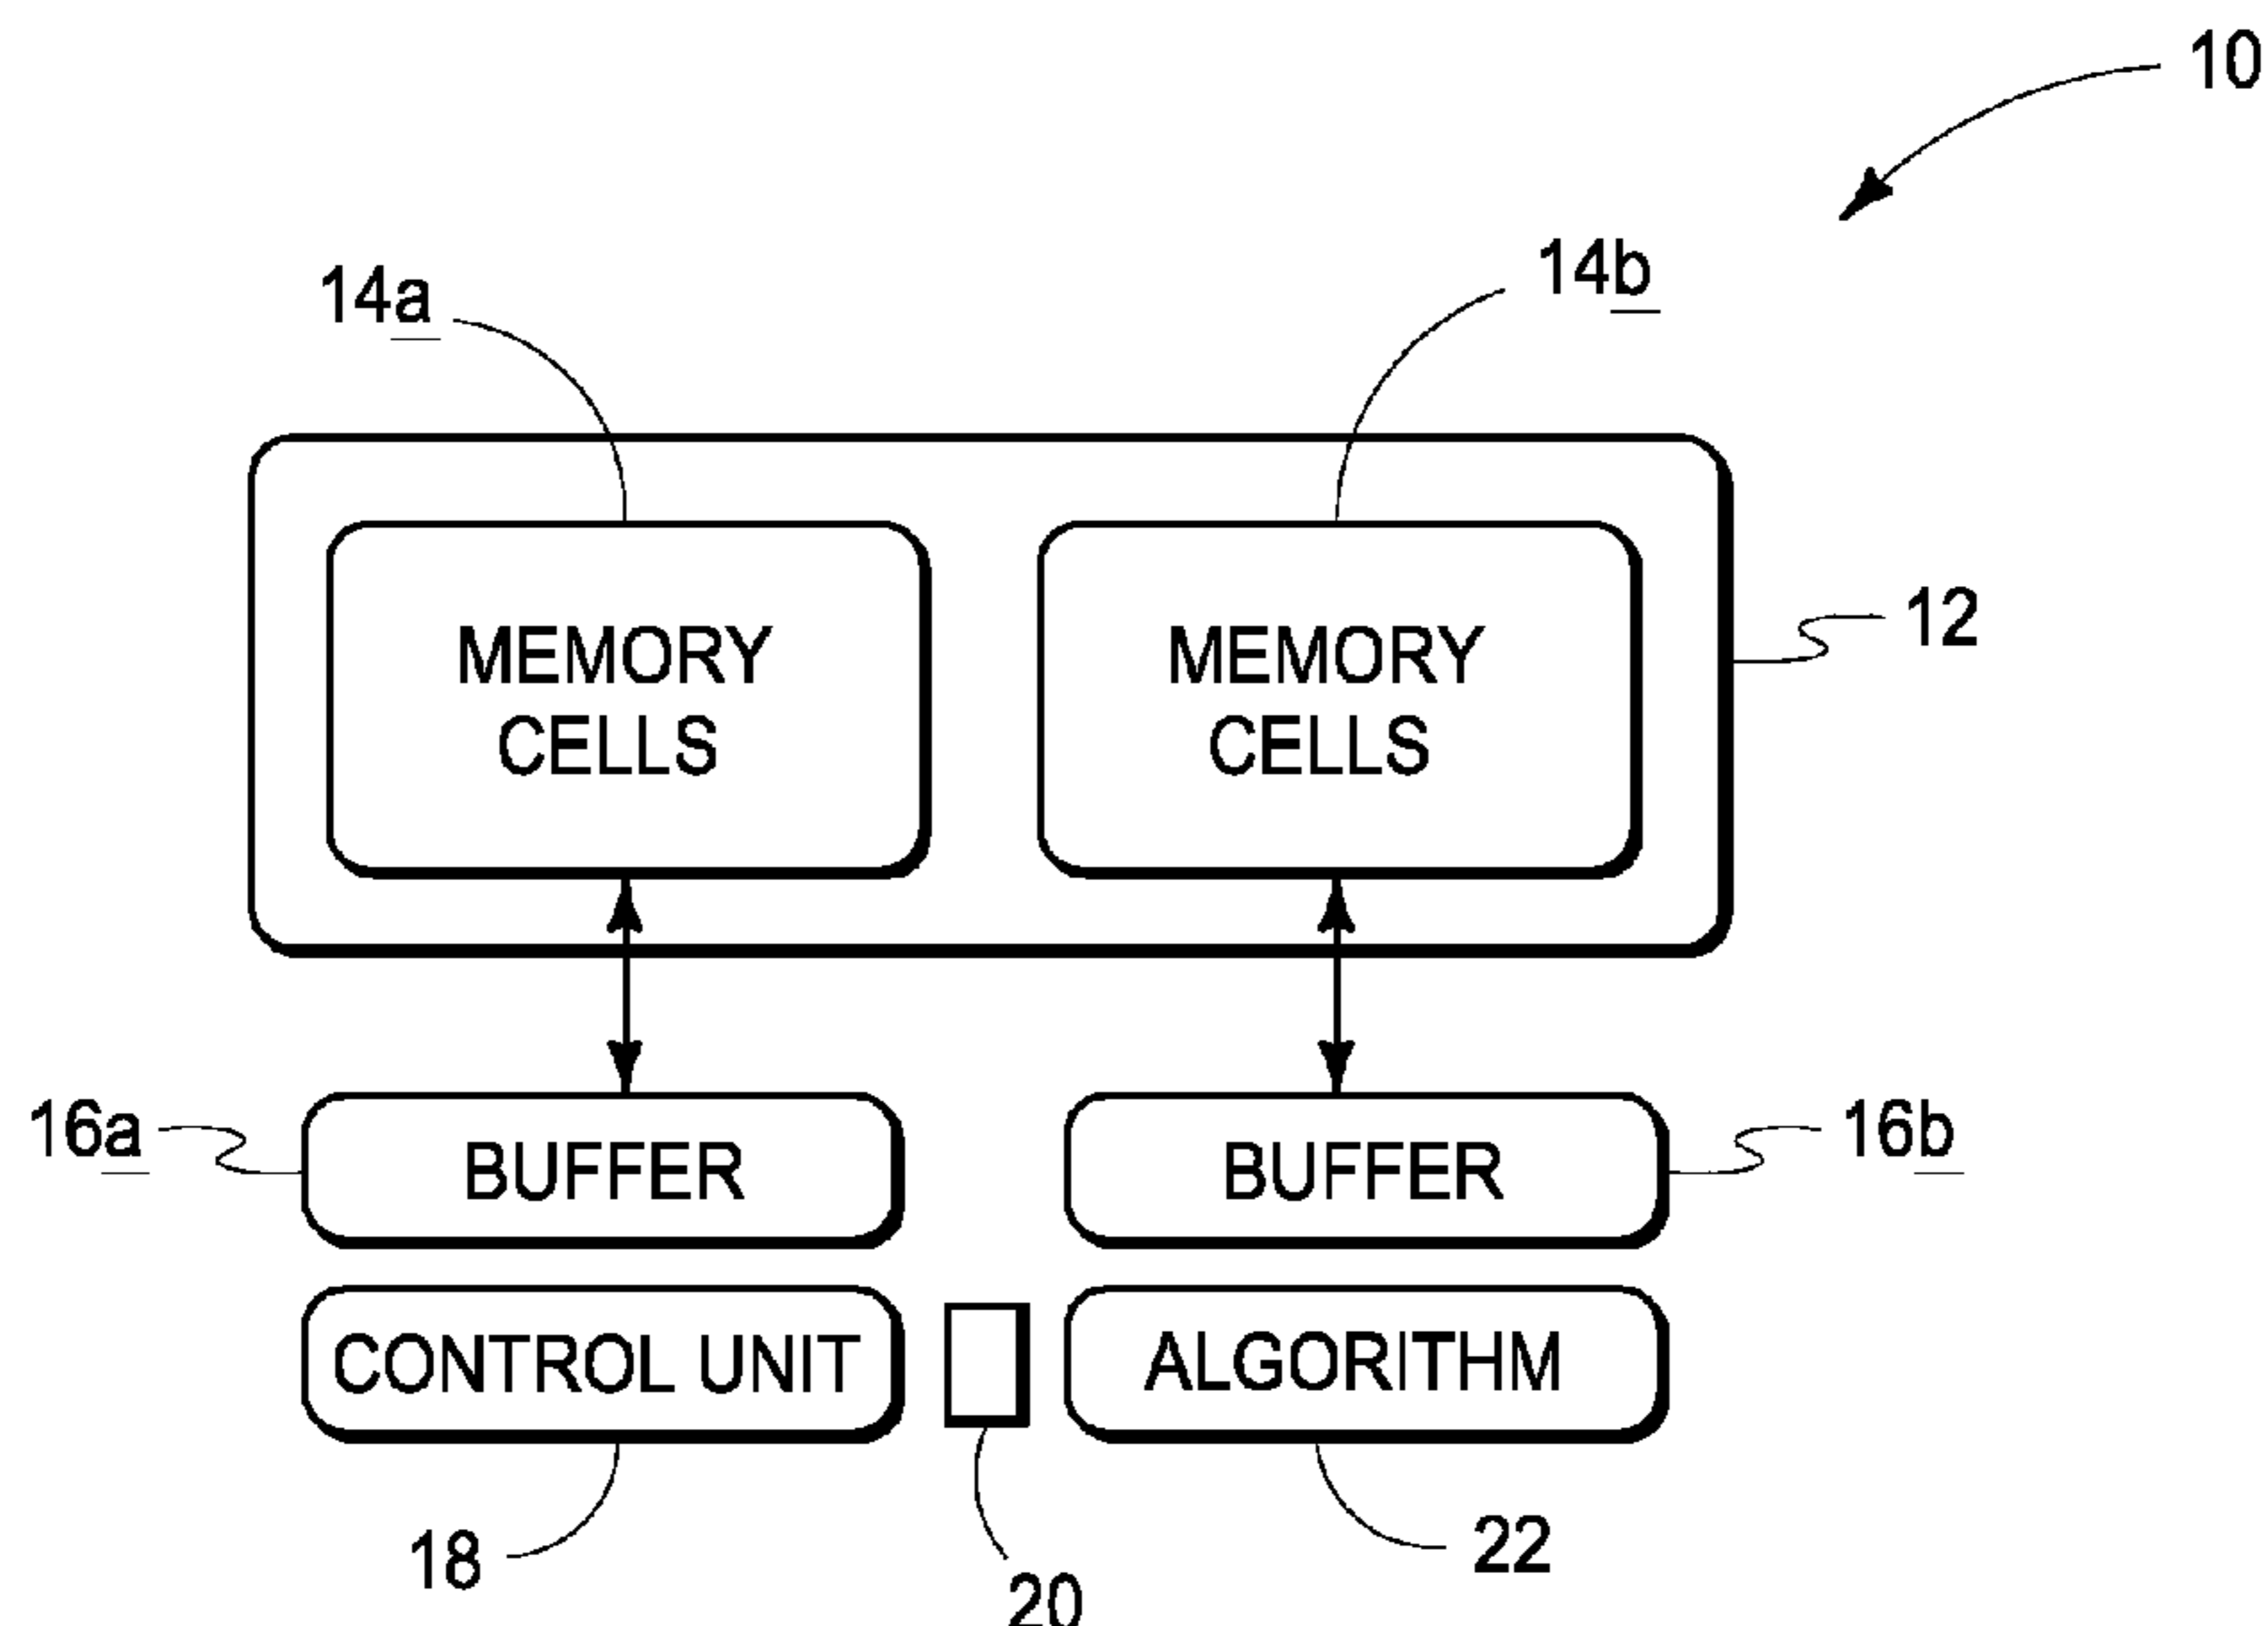 10
14a
14b
MEMORY
CELLS
MEMORY
CELLS
12
16a
BUFFER
BUFFER
16b
CONTROL UNIT
ALGORITHM
18
20
22